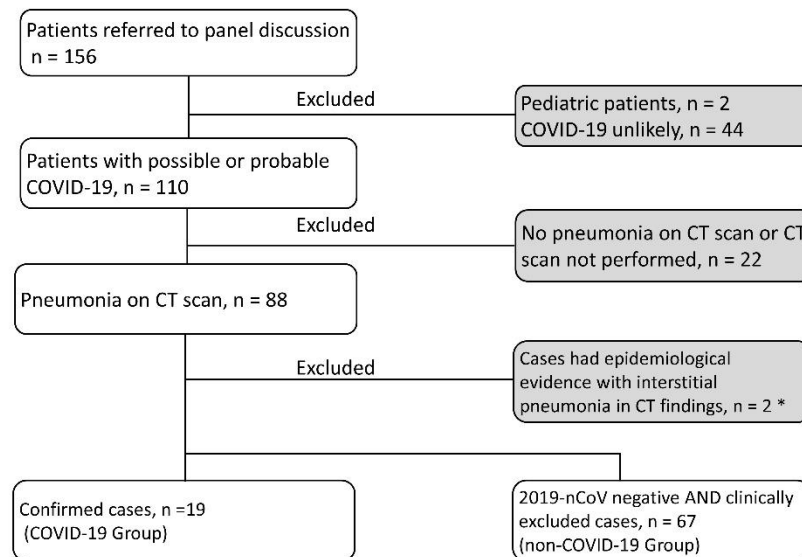 Patients referred to panel discussion
n = 156
Excluded
Pediatric patients, n = 2
COVID-19 unlikely, n = 44
Patients with possible or probable
COVID-19, n = 110
Excluded
No pneumonia on CT scan or CT
scan not performed, n = 22
Pneumonia on CT scan, n = 88
Excluded
Cases had epidemiological
evidence with interstitial
pneumonia in CT findings, n = 2 *
Confirmed cases, n =19
(COVID-19 Group)
2019-nCoV negative AND clinically
excluded cases, n = 67
(non-COVID-19 Group)